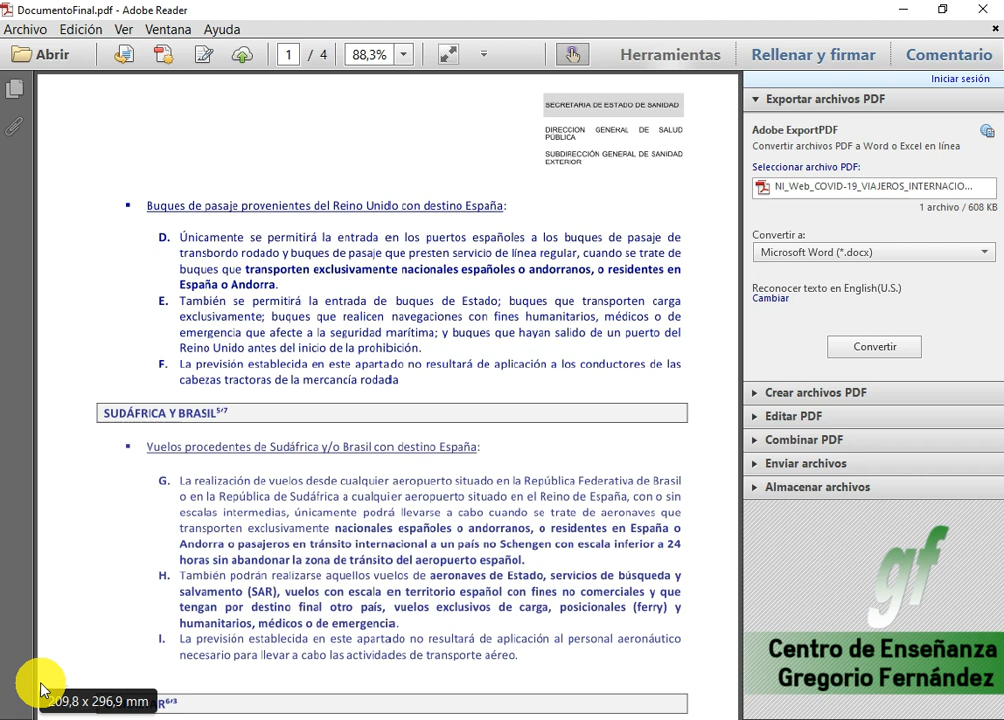 DocumentoFinal.pdf - Adobe Reader
Archivo Edición Ver Ventana Ayuda
Abrir 1 / 4 88,3% Herramientas Rellenar y firmar Comentario
Iniciar sesión
Exportar archivos PDF
Adobe ExportPDF
Convertir archivos PDF a Word o Excel en línea
Seleccionar archivo PDF:
NI_Web_COVID-19_VIAJEROS_INTERNACIO...
1 archivo / 608 KB
Convertir a:
Microsoft Word (*.docx)
Reconocer texto en English(U.S.)
Cambiar
Convertir
Crear archivos PDF
Editar PDF
Combinar PDF
Enviar archivos
Almacenar archivos
gf
Centro de Enseñanza
Gregorio Fernández
SECRETARIA DE ESTADO DE SANIDAD
DIRECCION GENERAL DE SALUD
PÚBLICA
SUBDIRECCIÓN GENERAL DE SANIDAD
EXTERIOR
▪ Buques de pasaje provenientes del Reino Unido con destino España:
D. Únicamente se permitirá la entrada en los puertos españoles a los buques de pasaje de
transbordo rodado y buques de pasaje que presten servicio de línea regular, cuando se trate de
buques que transporten exclusivamente nacionales españoles o andorranos, o residentes en
España o Andorra.
E. También se permitirá la entrada de buques de Estado; buques que transporten carga
exclusivamente; buques que realicen navegaciones con fines humanitarios, médicos o de
emergencia que afecte a la seguridad marítima; y buques que hayan salido de un puerto del
Reino Unido antes del inicio de la prohibición.
F. La previsión establecida en este apartado no resultará de aplicación a los conductores de las
cabezas tractoras de la mercancía rodada
SUDÁFRICA Y BRASIL⁵′⁷
▪ Vuelos procedentes de Sudáfrica y/o Brasil con destino España:
G. La realización de vuelos desde cualquier aeropuerto situado en la República Federativa de Brasil
o en la República de Sudáfrica a cualquier aeropuerto situado en el Reino de España, con o sin
escalas intermedias, únicamente podrá llevarse a cabo cuando se trate de aeronaves que
transporten exclusivamente nacionales españoles o andorranos, o residentes en España o
Andorra o pasajeros en tránsito internacional a un país no Schengen con escala inferior a 24
horas sin abandonar la zona de tránsito del aeropuerto español.
H. También podrán realizarse aquellos vuelos de aeronaves de Estado, servicios de búsqueda y
salvamento (SAR), vuelos con escala en territorio español con fines no comerciales y que
tengan por destino final otro país, vuelos exclusivos de carga, posicionales (ferry) y
humanitarios, médicos o de emergencia.
I. La previsión establecida en este apartado no resultará de aplicación al personal aeronáutico
necesario para llevar a cabo las actividades de transporte aéreo.
209,8 x 296,9 mm